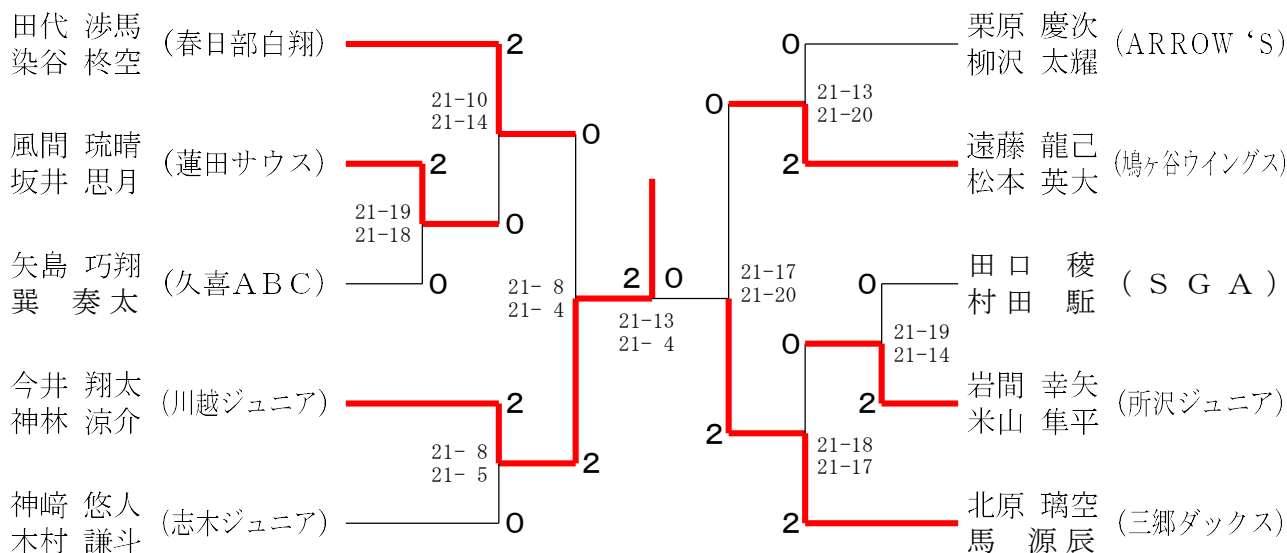 田代 渉馬
染谷 柊空
(春日部白翔)
2
21-10
21-14
0
風間 琉晴
坂井 思月
(蓮田サウス)
2
0
21-19
21-18
矢島 巧翔
巽 奏太
(久喜ABC)
0
21- 8
21- 4
今井 翔太
神林 涼介
(川越ジュニア)
2
21- 8
21- 5
2
神﨑 悠人
木村 謙斗
(志木ジュニア)
0
2
0
21-13
21- 4
0
栗原 慶次
柳沢 太耀
(ARROW‘S)
21-13
21-20
0
遠藤 龍己
松本 英大
(鳩ヶ谷ウイングス)
2
21-17
21-20
0
田口 稜
村田 駈
(SGA)
21-19
21-14
0
岩間 幸矢
米山 隼平
(所沢ジュニア)
2
2
21-18
21-17
北原 璃空
馬 源辰
(三郷ダックス)
2